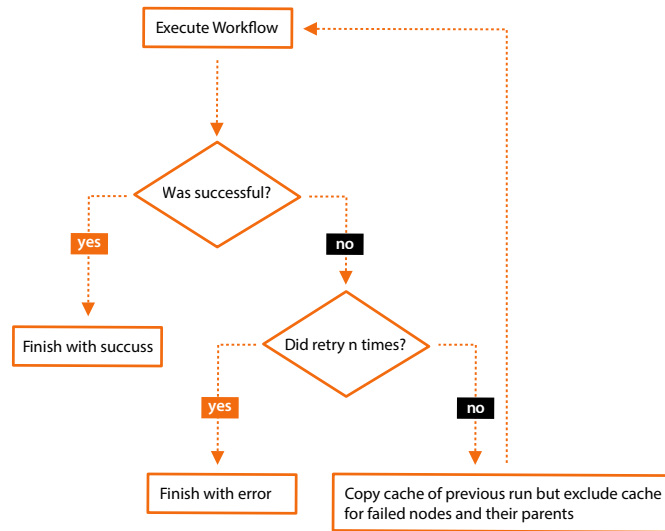 Execute Workflow
Was successful?
yes
no
Finish with succuss
Did retry n times?
yes
no
Finish with error
Copy cache of previous run but exclude cache
for failed nodes and their parents